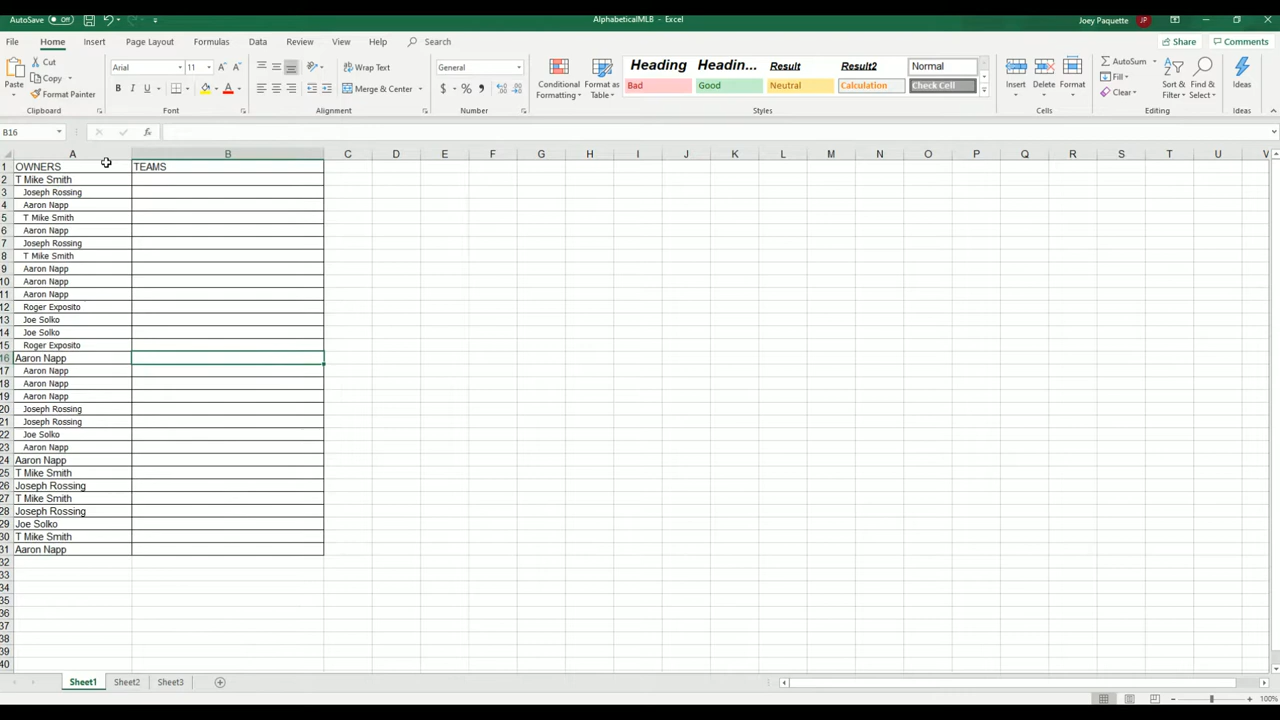 AutoSave Off AlphabeticalMLB - Excel Joey Paquette JP
File Home Insert Page Layout Formulas Data Review View Help Search Share Comments
Paste Cut Copy Format Painter
Arial 11
B I U
Wrap Text
Merge & Center
General
$ % 9
Conditional Formatting Format as Table
Heading Headin... Result Result2 Normal
Bad Good Neutral Calculation Check Cell
Insert Delete Format
AutoSum Fill Clear
Sort & Filter Find & Select
Ideas
Clipboard Font Alignment Number Styles Cells Editing Ideas
B16 fx
A B C D E F G H I J K L M N O P Q R S T U V
1 OWNERS TEAMS
2 T Mike Smith
3 Joseph Rossing
4 Aaron Napp
5 T Mike Smith
6 Aaron Napp
7 Joseph Rossing
8 T Mike Smith
9 Aaron Napp
10 Aaron Napp
11 Aaron Napp
12 Roger Exposito
13 Joe Solko
14 Joe Solko
15 Roger Exposito
16 Aaron Napp
17 Aaron Napp
18 Aaron Napp
19 Aaron Napp
20 Joseph Rossing
21 Joseph Rossing
22 Joe Solko
23 Aaron Napp
24 Aaron Napp
25 T Mike Smith
26 Joseph Rossing
27 T Mike Smith
28 Joseph Rossing
29 Joe Solko
30 T Mike Smith
31 Aaron Napp
32
33
34
35
36
37
38
39
40
Sheet1 Sheet2 Sheet3
100%